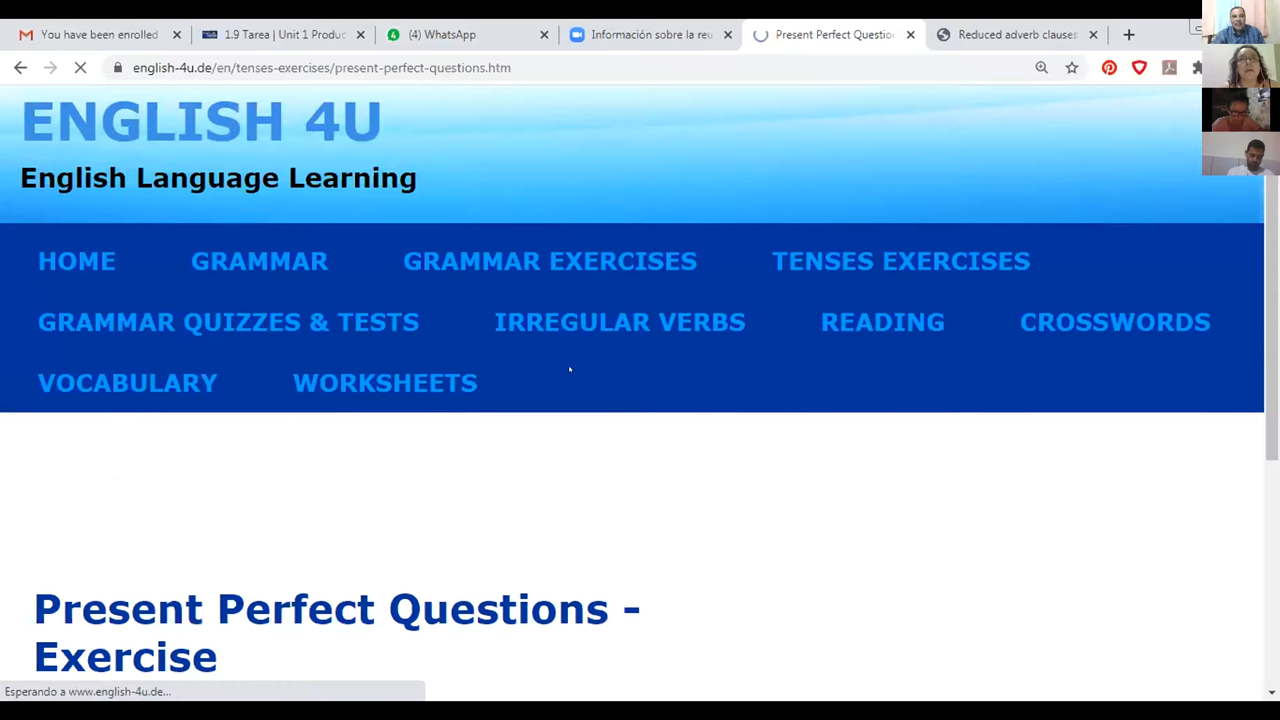 You have been enrolled
1.9 Tarea | Unit 1 Produc
(4) WhatsApp
Información sobre la reu
Present Perfect Questio
Reduced adverb clauses
english-4u.de/en/tenses-exercises/present-perfect-questions.htm
ENGLISH 4U
English Language Learning
HOME GRAMMAR GRAMMAR EXERCISES TENSES EXERCISES
GRAMMAR QUIZZES & TESTS IRREGULAR VERBS READING CROSSWORDS
VOCABULARY WORKSHEETS
Present Perfect Questions -
Exercise
Esperando a www.english-4u.de...